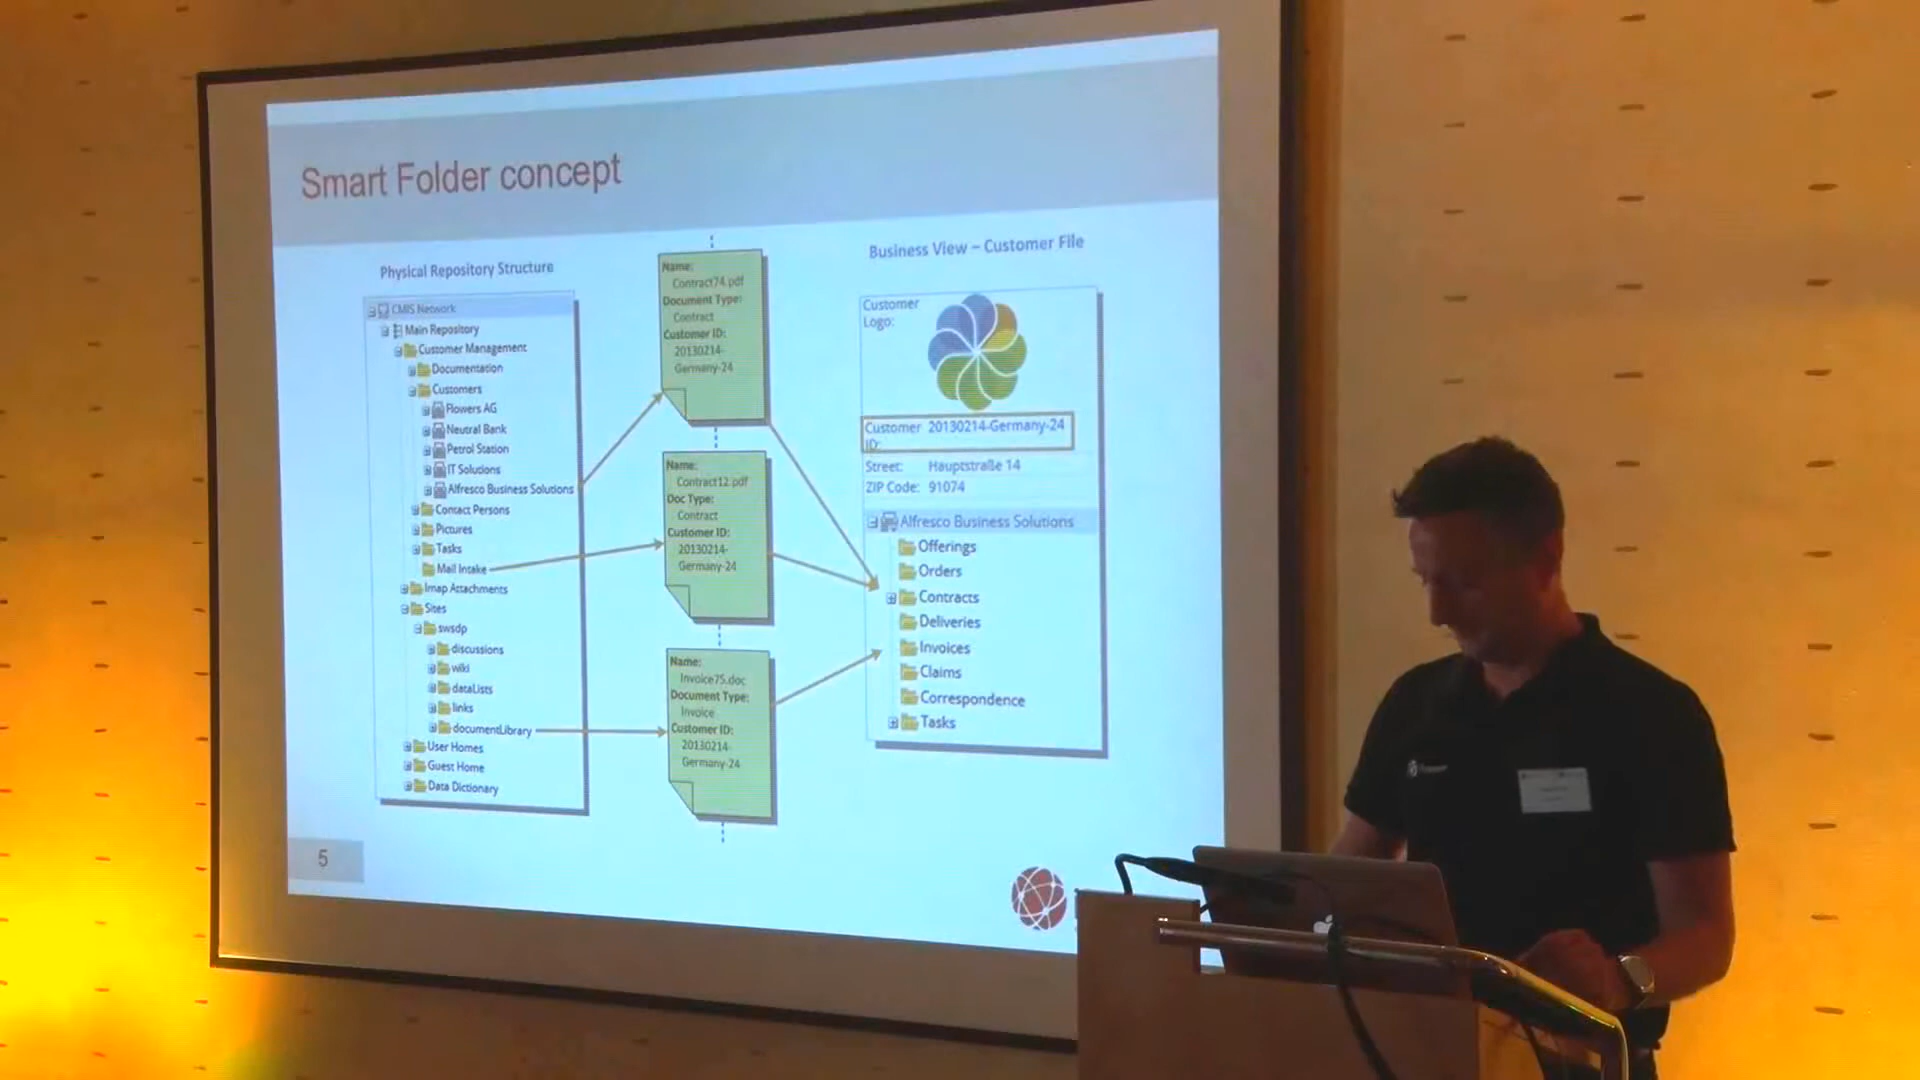 Smart Folder concept
Physical Repository Structure
CMIS Network
Main Repository
Customer Management
Documentation
Customers
Flowers AG
Neutral Bank
Petrol Station
IT Solutions
Alfresco Business Solutions
Contact Persons
Pictures
Tasks
Mail Intake
Imap Attachments
Sites
swsdp
discussions
wiki
dataLists
links
documentLibrary
User Homes
Guest Home
Data Dictionary
Name:
Contract74.pdf
Document Type:
Contract
Customer ID:
20130214-
Germany-24
Name:
Contract12.pdf
Doc Type:
Contract
Customer ID:
20130214-
Germany-24
Name:
Invoice75.doc
Document Type:
Invoice
Customer ID:
20130214-
Germany-24
Business View – Customer File
Customer
Logo:
Customer 20130214-Germany-24
ID:
Street: Hauptstraße 14
ZIP Code: 91074
Alfresco Business Solutions
Offerings
Orders
Contracts
Deliveries
Invoices
Claims
Correspondence
Tasks
5